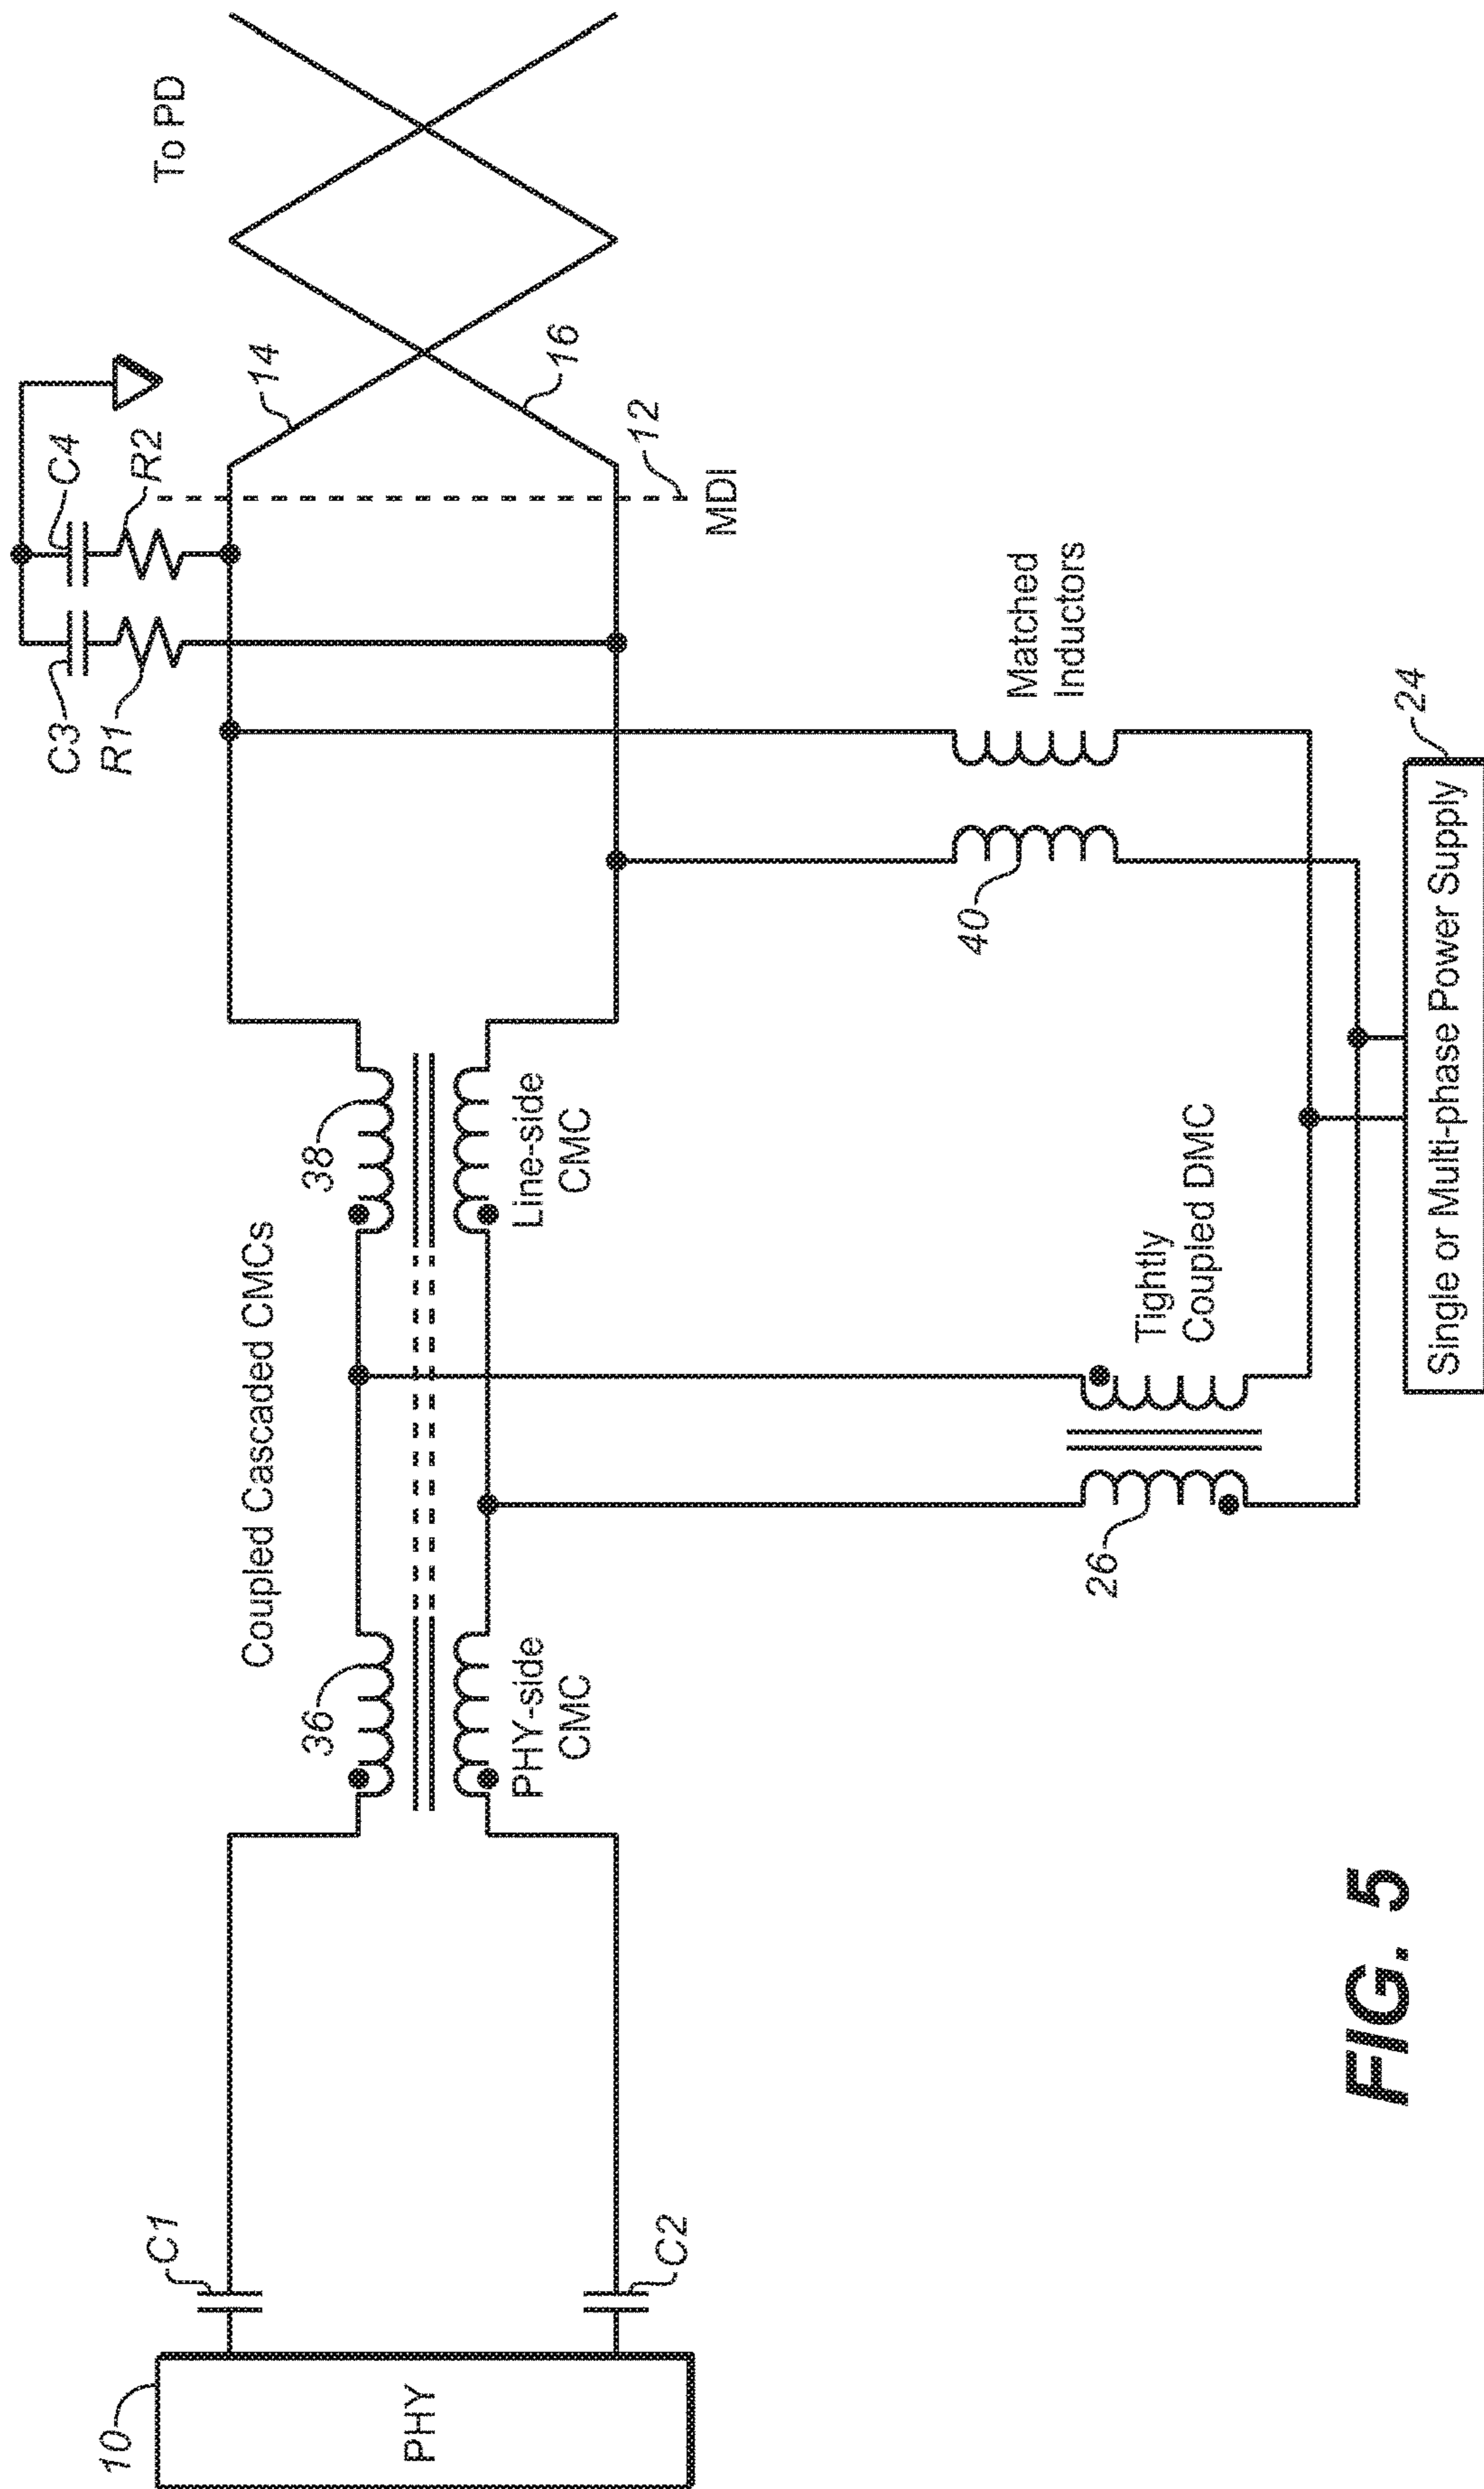 C3
C4
R1
R2
To PD
14
16
12
MDI
C1
10
PHY
C2
Coupled Cascaded CMCs
36
38
PHY-side
CMC
Line-side
CMC
Matched
Inductors
40
26
Tightly
Coupled DMC
24
Single or Multi-phase Power Supply
FIG. 5